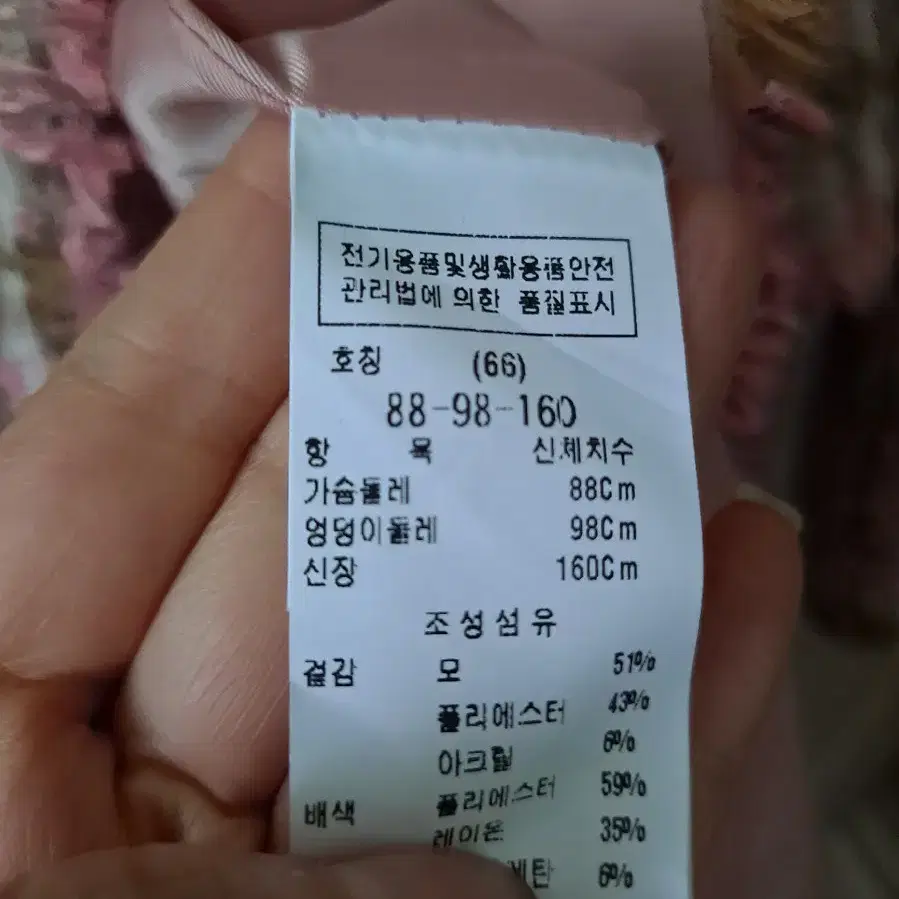 전기용품및생활용품안전
관리법에 의한 품질표시
호칭 (66)
88-98-160
항 목 신체치수
가슴둘레 88Cm
엉덩이둘레 98Cm
신장 160Cm
조성섬유
겉감 모 51%
폴리에스터 43%
아크릴 6%
배색 폴리에스터 59%
레이온 35%
6%